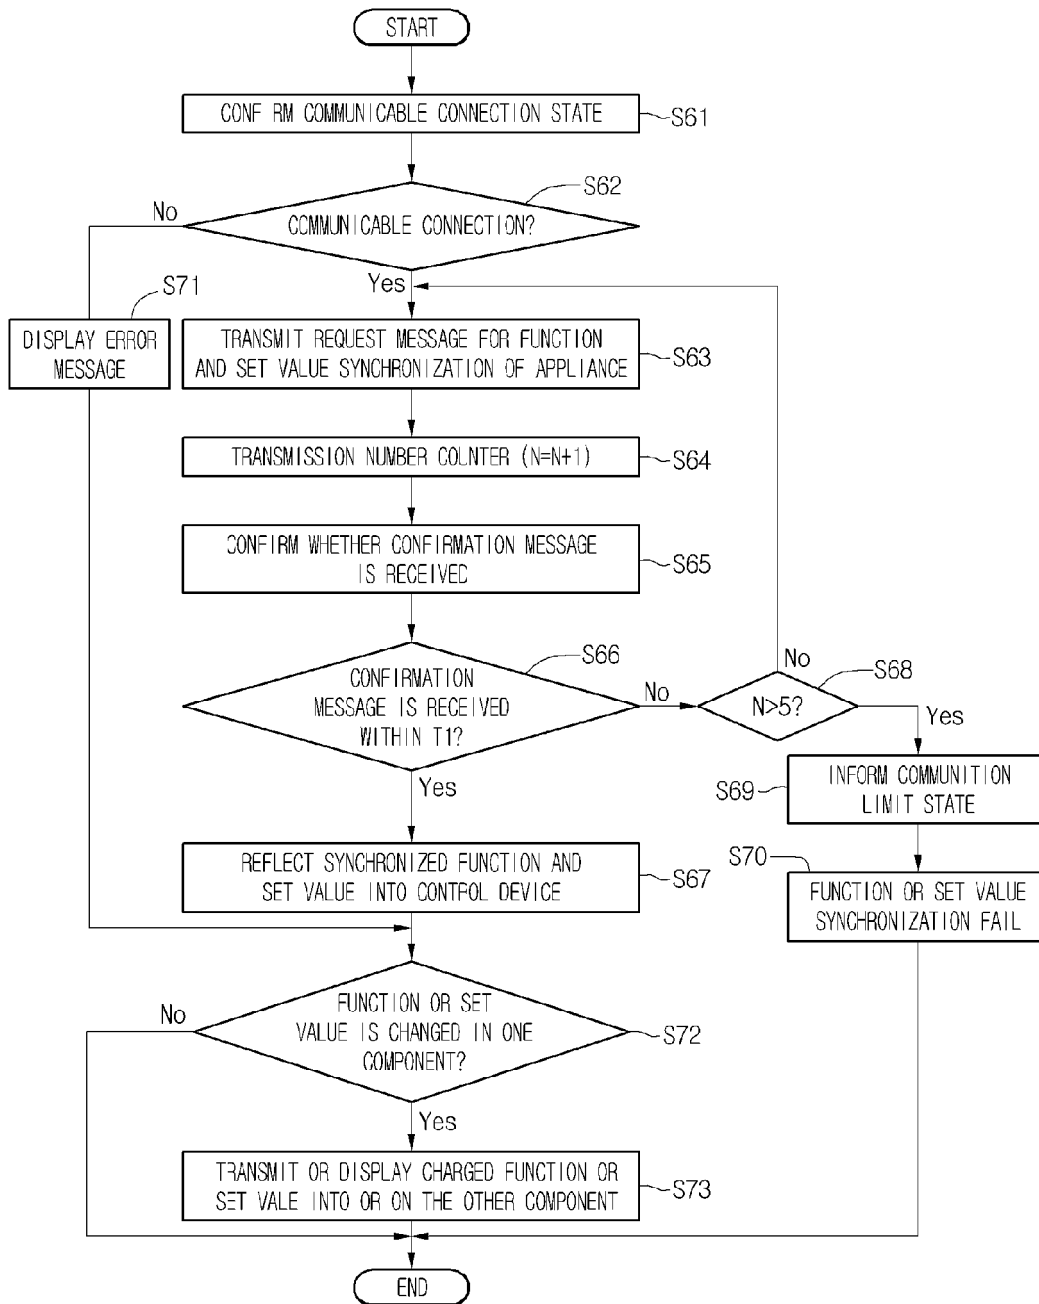 START
CONF RM COMMUNICABLE CONNECTION STATE
S61
S62
COMMUNICABLE CONNECTION?
No
Yes
S71
DISPLAY ERROR
MESSAGE
TRANSMIT REQUEST MESSAGE FOR FUNCTION
AND SET VALUE SYNCHRONIZATION OF APPLIANCE
S63
TRANSMISSION NUMBER COUNTER (N=N+1)
S64
CONFIRM WHETHER CONFIRMATION MESSAGE
IS RECEIVED
S65
S66
CONFIRMATION
MESSAGE IS RECEIVED
WITHIN T1?
No
Yes
No
S68
N>5?
Yes
INFORM COMMUNITION
LIMIT STATE
S69
REFLECT SYNCHRONIZED FUNCTION AND
SET VALUE INTO CONTROL DEVICE
S67
S70
FUNCTION OR SET VALUE
SYNCHRONIZATION FAIL
No
FUNCTION OR SET
VALUE IS CHANGED IN ONE
COMPONENT?
S72
Yes
TRANSMIT OR DISPLAY CHARGED FUNCTION OR
SET VALE INTO OR ON THE OTHER COMPONENT
S73
END